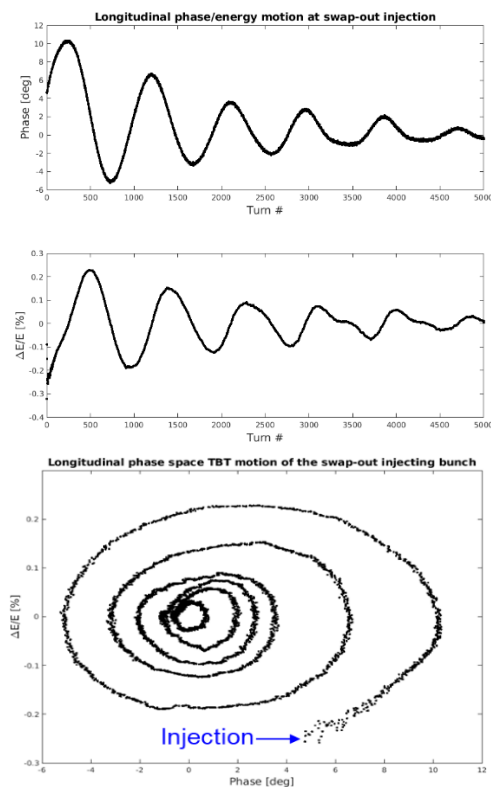 Longitudinal phase/energy motion at swap-out injection
12
10
8
6
4
2
0
-2
-4
-6
Phase [deg]
0 500 1000 1500 2000 2500 3000 3500 4000 4500 5000
Turn #
0.3
0.2
0.1
0
-0.1
-0.2
-0.3
-0.4
ΔE/E [%]
0 500 1000 1500 2000 2500 3000 3500 4000 4500 5000
Turn #
Longitudinal phase space TBT motion of the swap-out injecting bunch
0.2
0.1
0
-0.1
-0.2
-0.3
ΔE/E [%]
Injection
-6 -4 -2 0 2 4 6 8 10 12
Phase [deg]